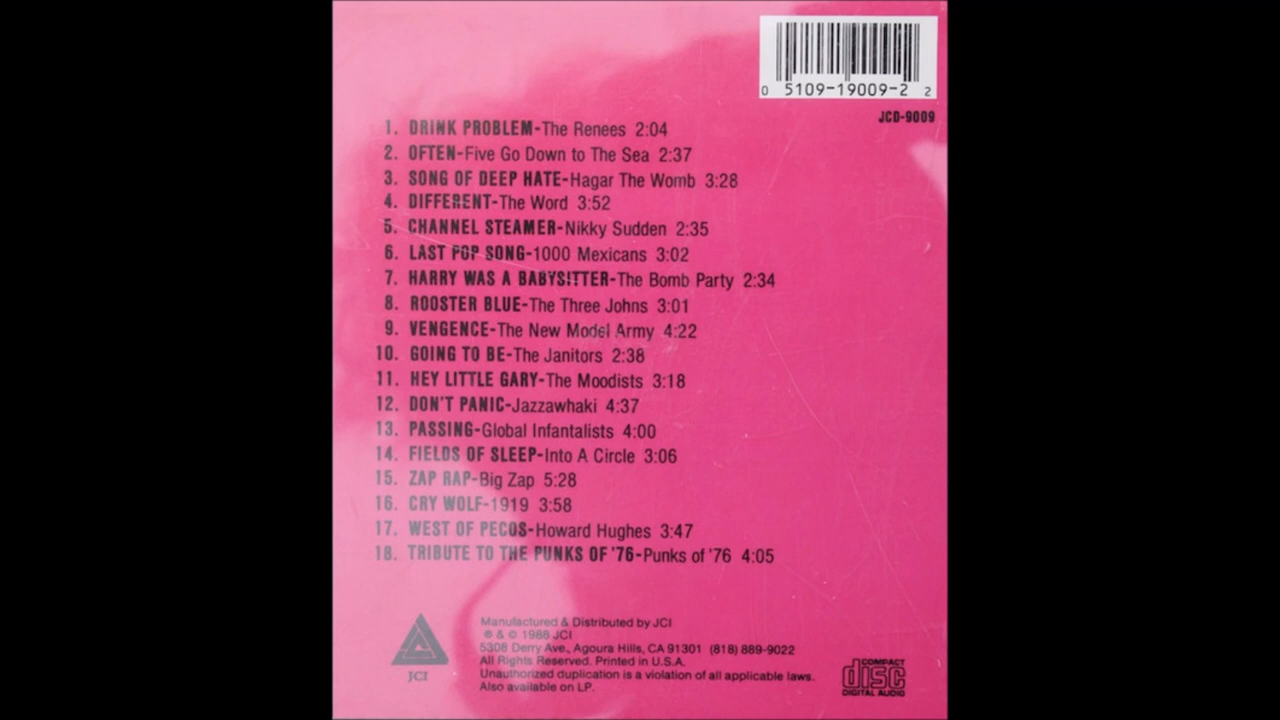 0 5109-19009-2 2
JCD-9009
1. DRINK PROBLEM-The Renees 2:04
2. OFTEN-Five Go Down to The Sea 2:37
3. SONG OF DEEP HATE-Hagar The Womb 3:28
4. DIFFERENT-The Word 3:52
5. CHANNEL STEAMER-Nikky Sudden 2:35
6. LAST POP SONG-1000 Mexicans 3:02
7. HARRY WAS A BABYSITTER-The Bomb Party 2:34
8. ROOSTER BLUE-The Three Johns 3:01
9. VENGENCE-The New Model Army 4:22
10. GOING TO BE-The Janitors 2:38
11. HEY LITTLE GARY-The Moodists 3:18
12. DON'T PANIC-Jazzawhaki 4:37
13. PASSING-Global Infantalists 4:00
14. FIELDS OF SLEEP-Into A Circle 3:06
15. ZAP RAP-Big Zap 5:28
16. CRY WOLF-1919 3:58
17. WEST OF PECOS-Howard Hughes 3:47
18. TRIBUTE TO THE PUNKS OF '76-Punks of '76 4:05
Manufactured & Distributed by JCI
℗ & © 1988 JCI
5308 Derry Ave., Agoura Hills, CA 91301 (818) 889-9022
All Rights Reserved. Printed in U.S.A.
Unauthorized duplication is a violation of all applicable laws.
Also available on LP.
JCI
COMPACT
disc
DIGITAL AUDIO